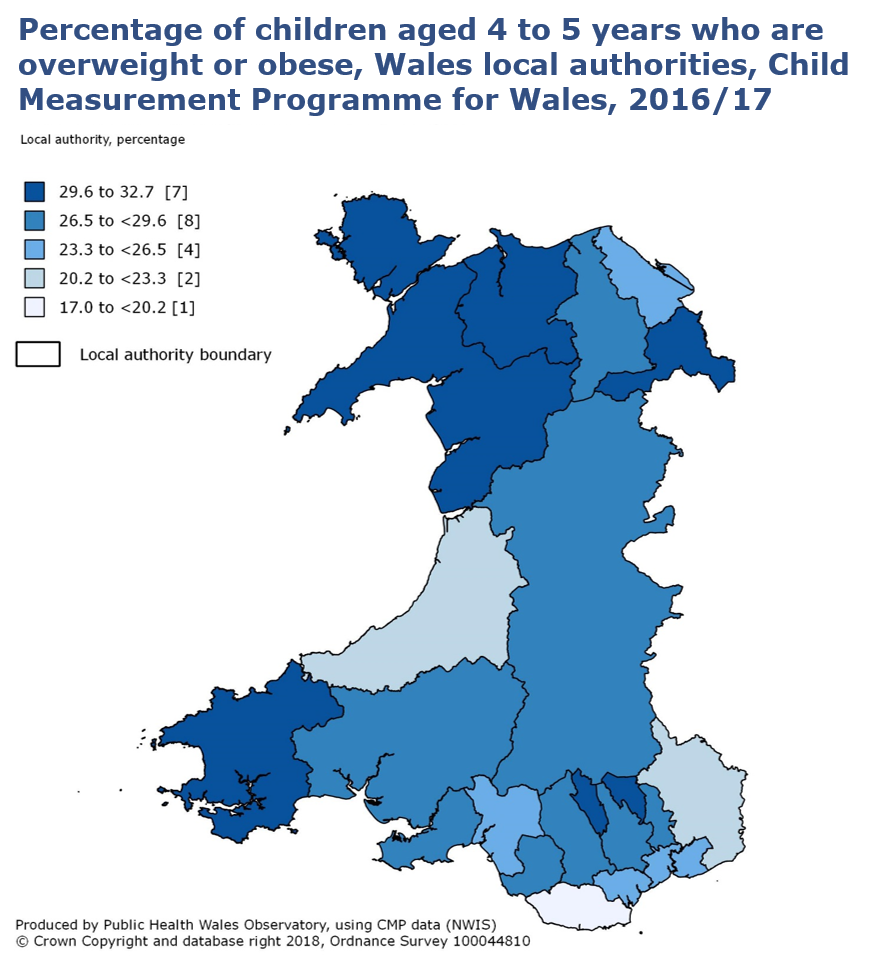 Percentage of children aged 4 to 5 years who are
overweight or obese, Wales local authorities, Child
Measurement Programme for Wales, 2016/17
Local authority, percentage
29.6 to 32.7 [7]
26.5 to <29.6 [8]
23.3 to <26.5 [4]
20.2 to <23.3 [2]
17.0 to <20.2 [1]
Local authority boundary
Produced by Public Health Wales Observatory, using CMP data (NWIS)
© Crown Copyright and database right 2018, Ordnance Survey 100044810